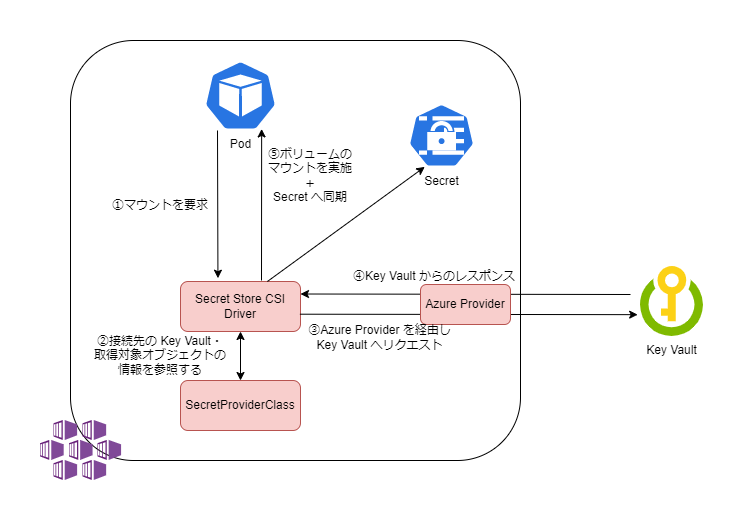 Pod
⑤ボリュームの
マウントを実施
+
Secret へ同期
Secret
①マウントを要求
④Key Vault からのレスポンス
Secret Store CSI
Driver
Azure Provider
③Azure Provider を経由し
Key Vault へリクエスト
Key Vault
②接続先の Key Vault・
取得対象オブジェクトの
情報を参照する
SecretProviderClass